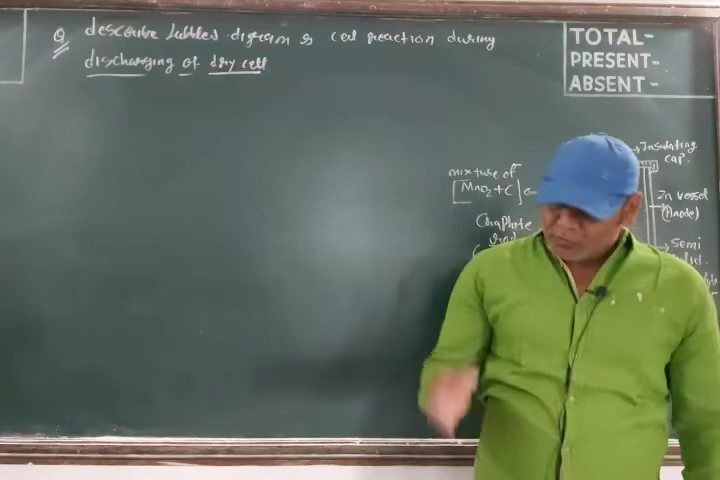 Q. describe labbled digram & cell reaction during
discharging of dry cell
TOTAL-
PRESENT-
ABSENT-
Insulating
cap.
mixture of
[MnO2+C]
Zn vessel
(Anode)
Graphite
Rod
Semi